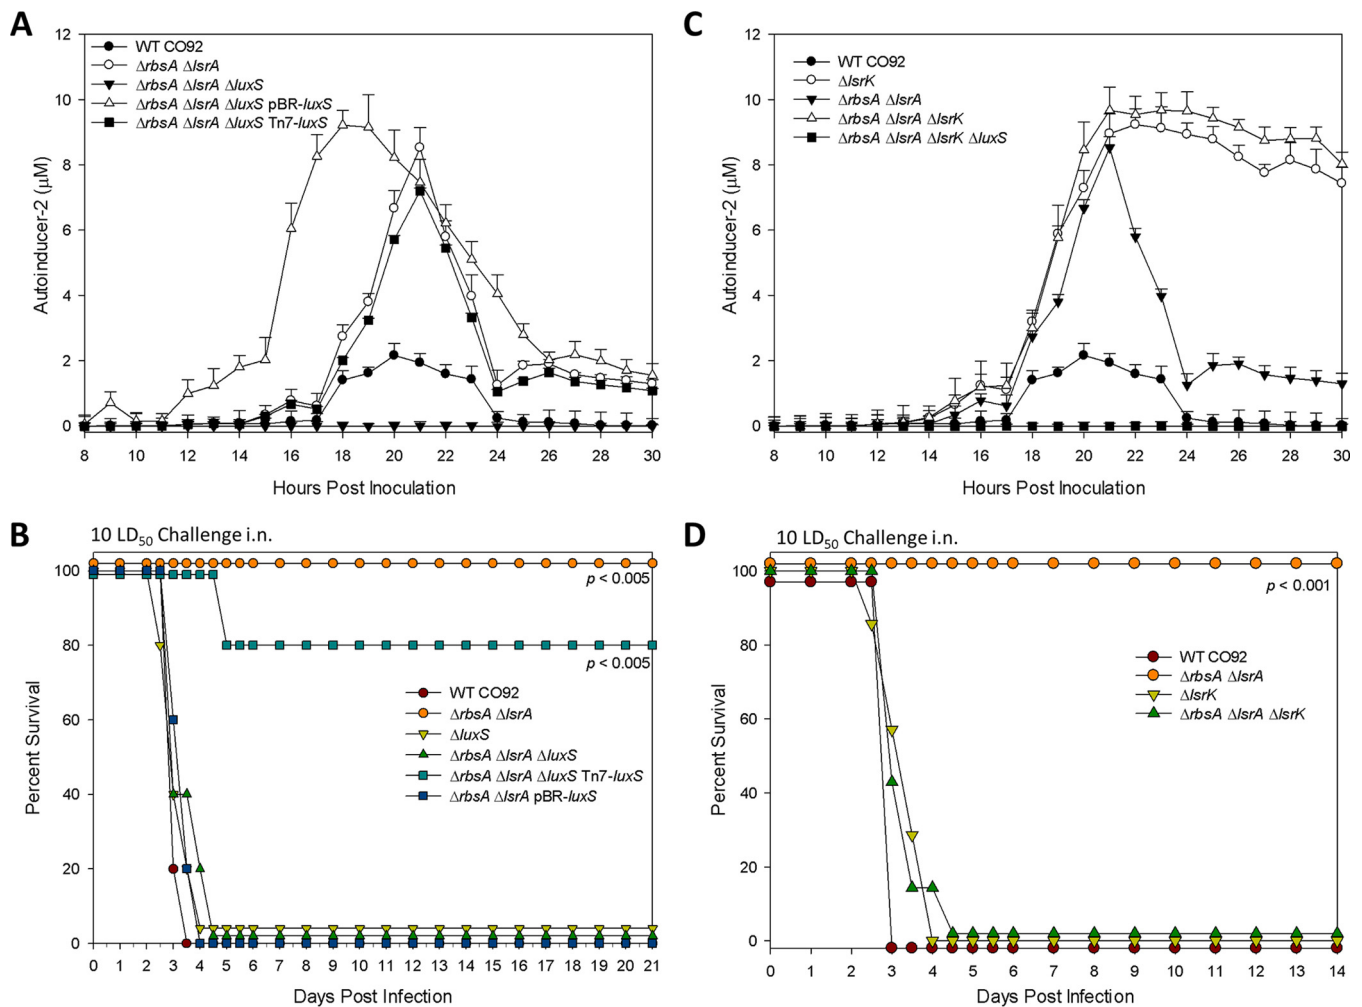 A
12
10
8
6
4
2
0
Autoinducer-2 (μM)
WT CO92
ΔrbsA ΔlsrA
ΔrbsA ΔlsrA ΔluxS
ΔrbsA ΔlsrA ΔluxS pBR-luxS
ΔrbsA ΔlsrA ΔluxS Tn7-luxS
8 10 12 14 16 18 20 22 24 26 28 30
Hours Post Inoculation
C
12
10
8
6
4
2
0
Autoinducer-2 (μM)
WT CO92
ΔlsrK
ΔrbsA ΔlsrA
ΔrbsA ΔlsrA ΔlsrK
ΔrbsA ΔlsrA ΔlsrK ΔluxS
8 10 12 14 16 18 20 22 24 26 28 30
Hours Post Inoculation
B
10 LD50 Challenge i.n.
100
80
60
40
20
0
Percent Survival
p < 0.005
p < 0.005
WT CO92
ΔrbsA ΔlsrA
ΔluxS
ΔrbsA ΔlsrA ΔluxS
ΔrbsA ΔlsrA ΔluxS Tn7-luxS
ΔrbsA ΔlsrA pBR-luxS
0 1 2 3 4 5 6 7 8 9 10 11 12 13 14 15 16 17 18 19 20 21
Days Post Infection
D
10 LD50 Challenge i.n.
100
80
60
40
20
0
Percent Survival
p < 0.001
WT CO92
ΔrbsA ΔlsrA
ΔlsrK
ΔrbsA ΔlsrA ΔlsrK
0 1 2 3 4 5 6 7 8 9 10 11 12 13 14
Days Post Infection